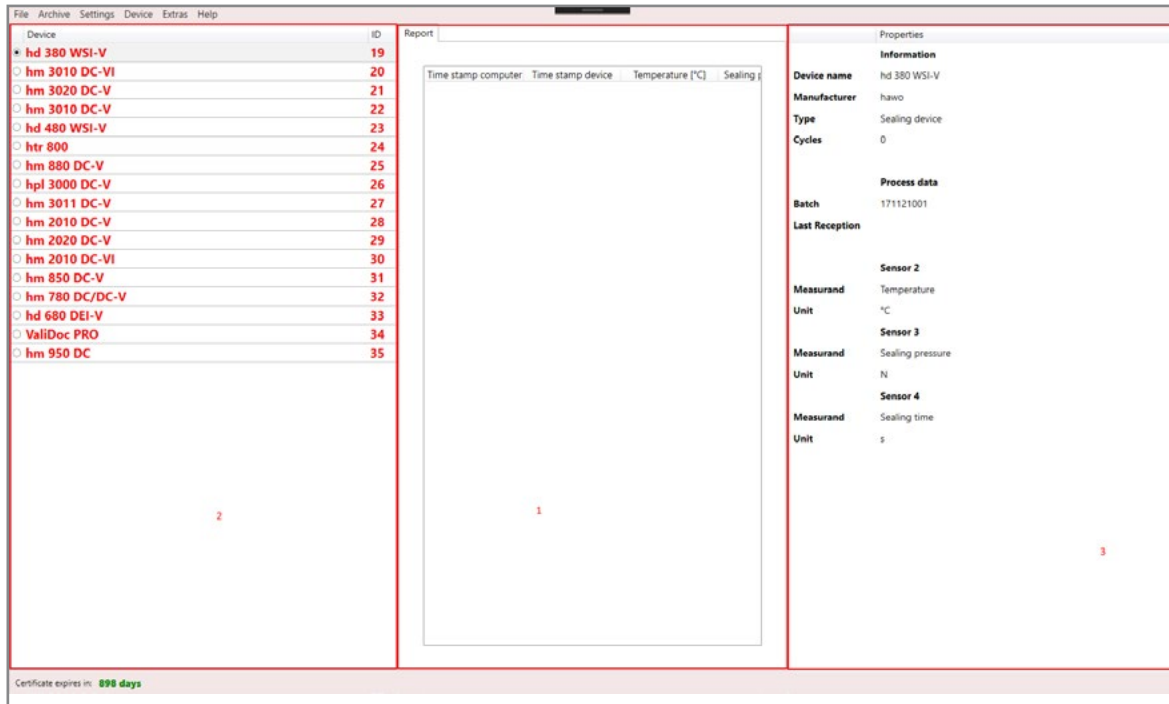 File Archive Settings Device Extras Help
Device ID
hd 380 WSI-V 19
hm 3010 DC-VI 20
hm 3020 DC-V 21
hm 3010 DC-V 22
hd 480 WSI-V 23
htr 800 24
hm 880 DC-V 25
hpl 3000 DC-V 26
hm 3011 DC-V 27
hm 2010 DC-V 28
hm 2020 DC-V 29
hm 2010 DC-VI 30
hm 850 DC-V 31
hm 780 DC/DC-V 32
hd 680 DEI-V 33
ValiDoc PRO 34
hm 950 DC 35
2
Report
Time stamp computer Time stamp device Temperature [°C] Sealing p
1
Properties
Information
Device name hd 380 WSI-V
Manufacturer hawo
Type Sealing device
Cycles 0
Process data
Batch 171121001
Last Reception
Sensor 2
Measurand Temperature
Unit °C
Sensor 3
Measurand Sealing pressure
Unit N
Sensor 4
Measurand Sealing time
Unit s
3
Certificate expires in: 898 days